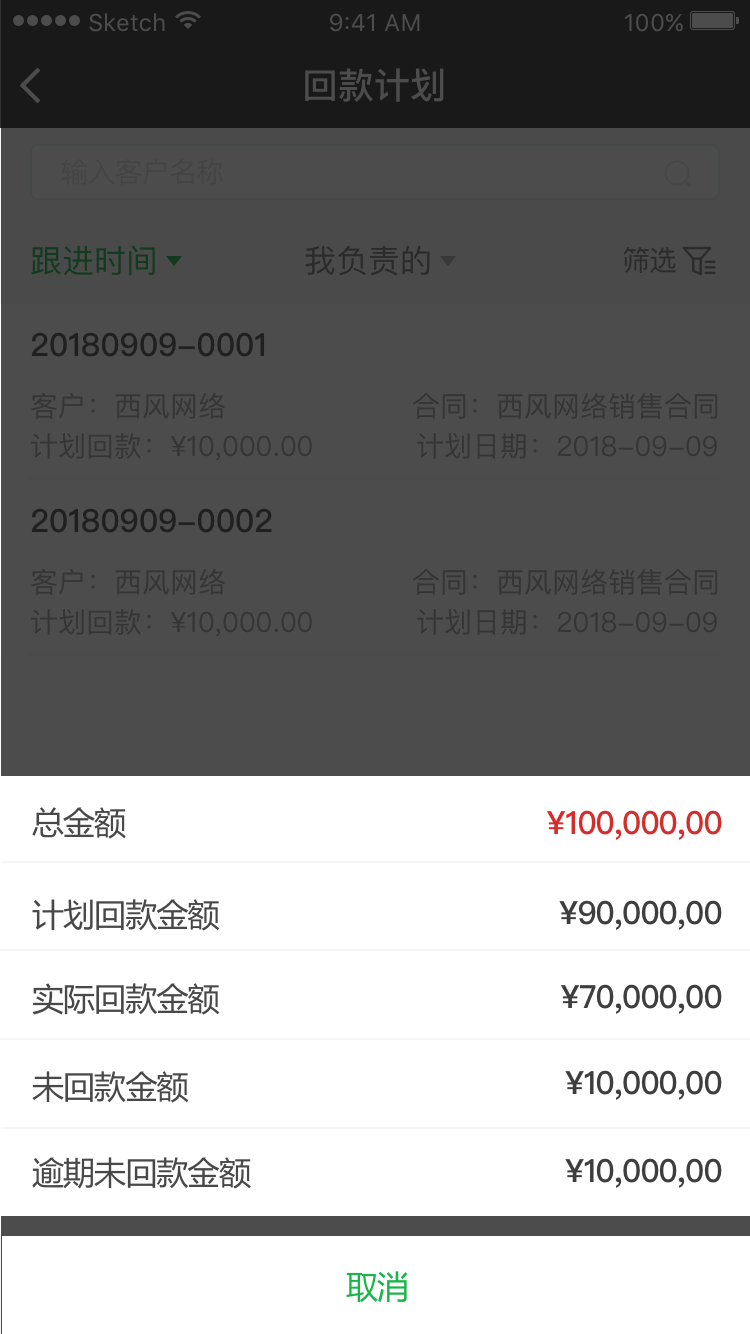 Sketch 9:41 AM 100%
回款计划
输入客户名称
跟进时间 我负责的 筛选
20180909-0001
客户：西风网络 合同：西风网络销售合同
计划回款：¥10,000.00 计划日期：2018-09-09
20180909-0002
客户：西风网络 合同：西风网络销售合同
计划回款：¥10,000.00 计划日期：2018-09-09
总金额 ¥100,000,00
计划回款金额 ¥90,000,00
实际回款金额 ¥70,000,00
未回款金额 ¥10,000,00
逾期未回款金额 ¥10,000,00
取消